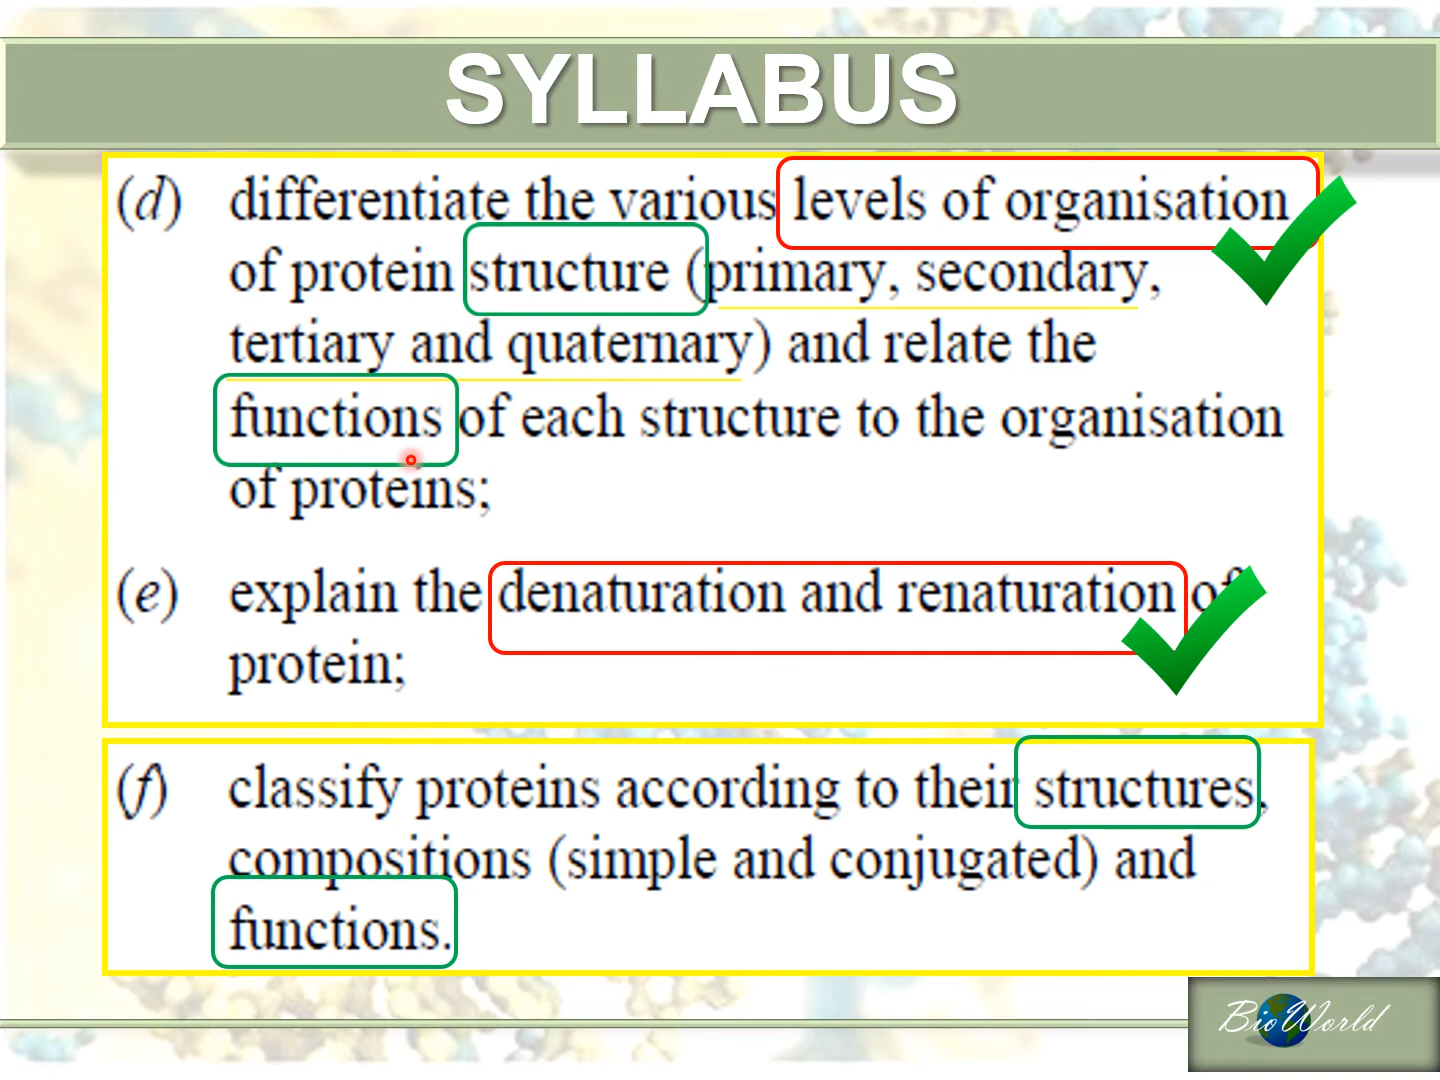 SYLLABUS
(d) differentiate the various levels of organisation
of protein structure (primary, secondary,
tertiary and quaternary) and relate the
functions of each structure to the organisation
of proteins;
(e) explain the denaturation and renaturation of
protein;
(f) classify proteins according to their structures,
compositions (simple and conjugated) and
functions.
BioWorld